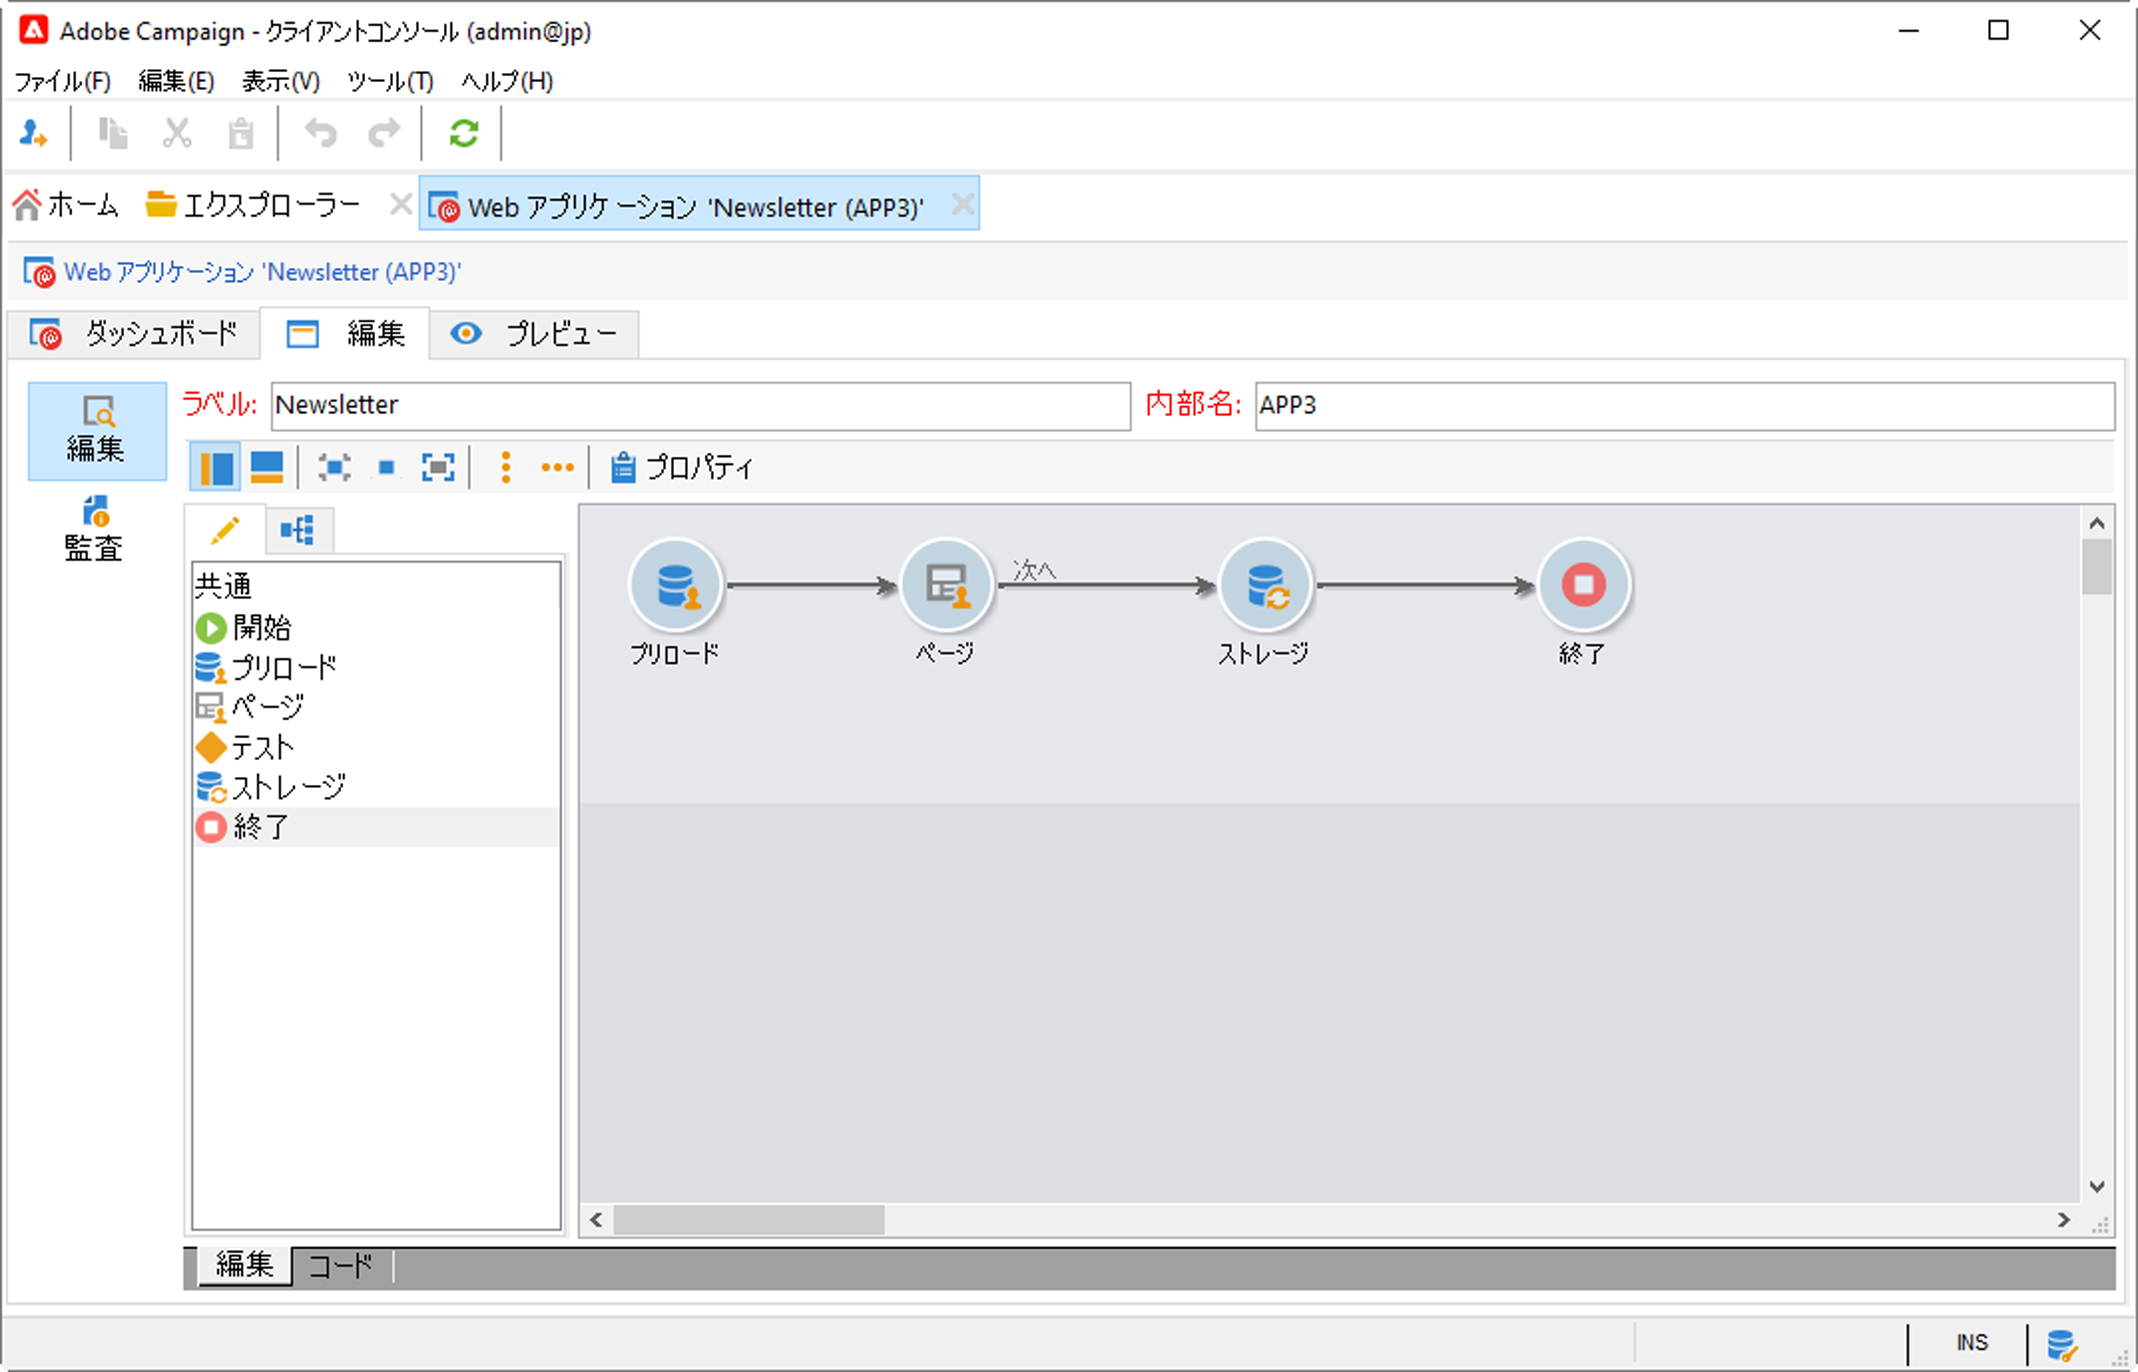 Adobe Campaign - クライアントコンソール (admin@jp)
ファイル(F) 編集(E) 表示(V) ツール(T) ヘルプ(H)
ホーム エクスプローラー Web アプリケーション 'Newsletter (APP3)'
Web アプリケーション 'Newsletter (APP3)'
ダッシュボード 編集 プレビュー
編集
監査
ラベル: Newsletter 内部名: APP3
プロパティ
共通
開始
プリロード
ページ
テスト
ストレージ
終了
次へ
プリロード ページ ストレージ 終了
編集 コード
INS